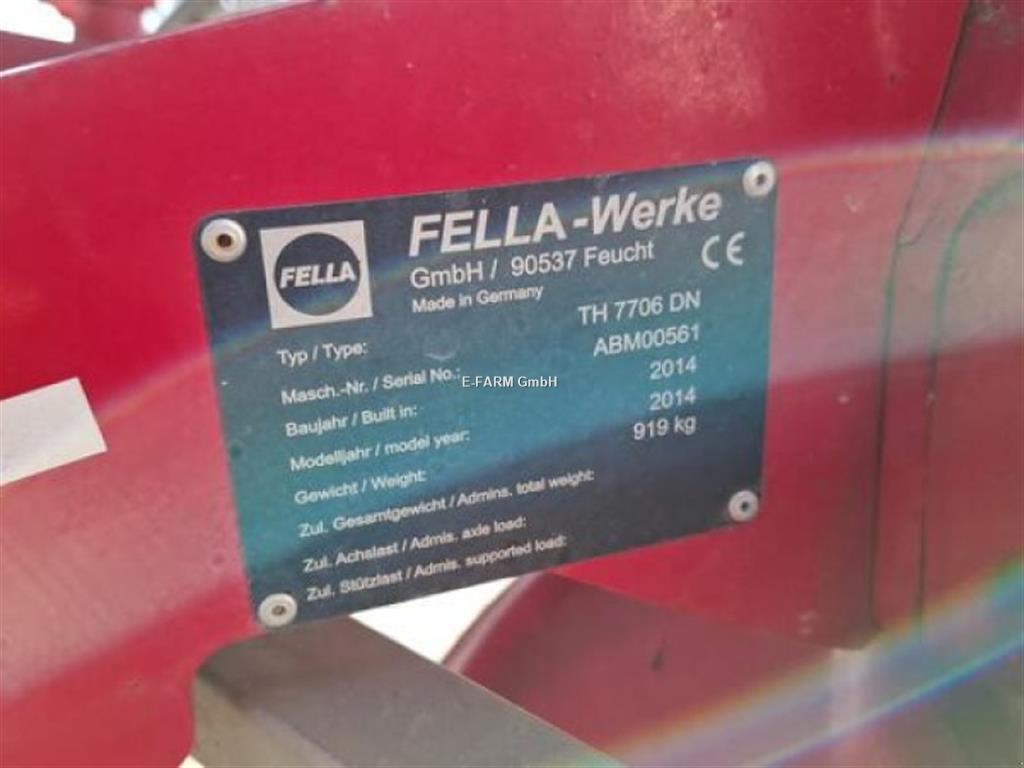 FELLA
FELLA-Werke
GmbH / 90537 Feucht
Made in Germany
CE
Typ / Type: TH 7706 DN
Masch.-Nr. / Serial No.: ABM00561
Baujahr / Built in: 2014
Modelljahr / model year: 2014
Gewicht / Weight: 919 kg
Zul. Gesamtgewicht / Admins. total weight:
Zul. Achslast / Admis. axle load:
Zul. Stützlast / Admis. supported load:
E-FARM GmbH